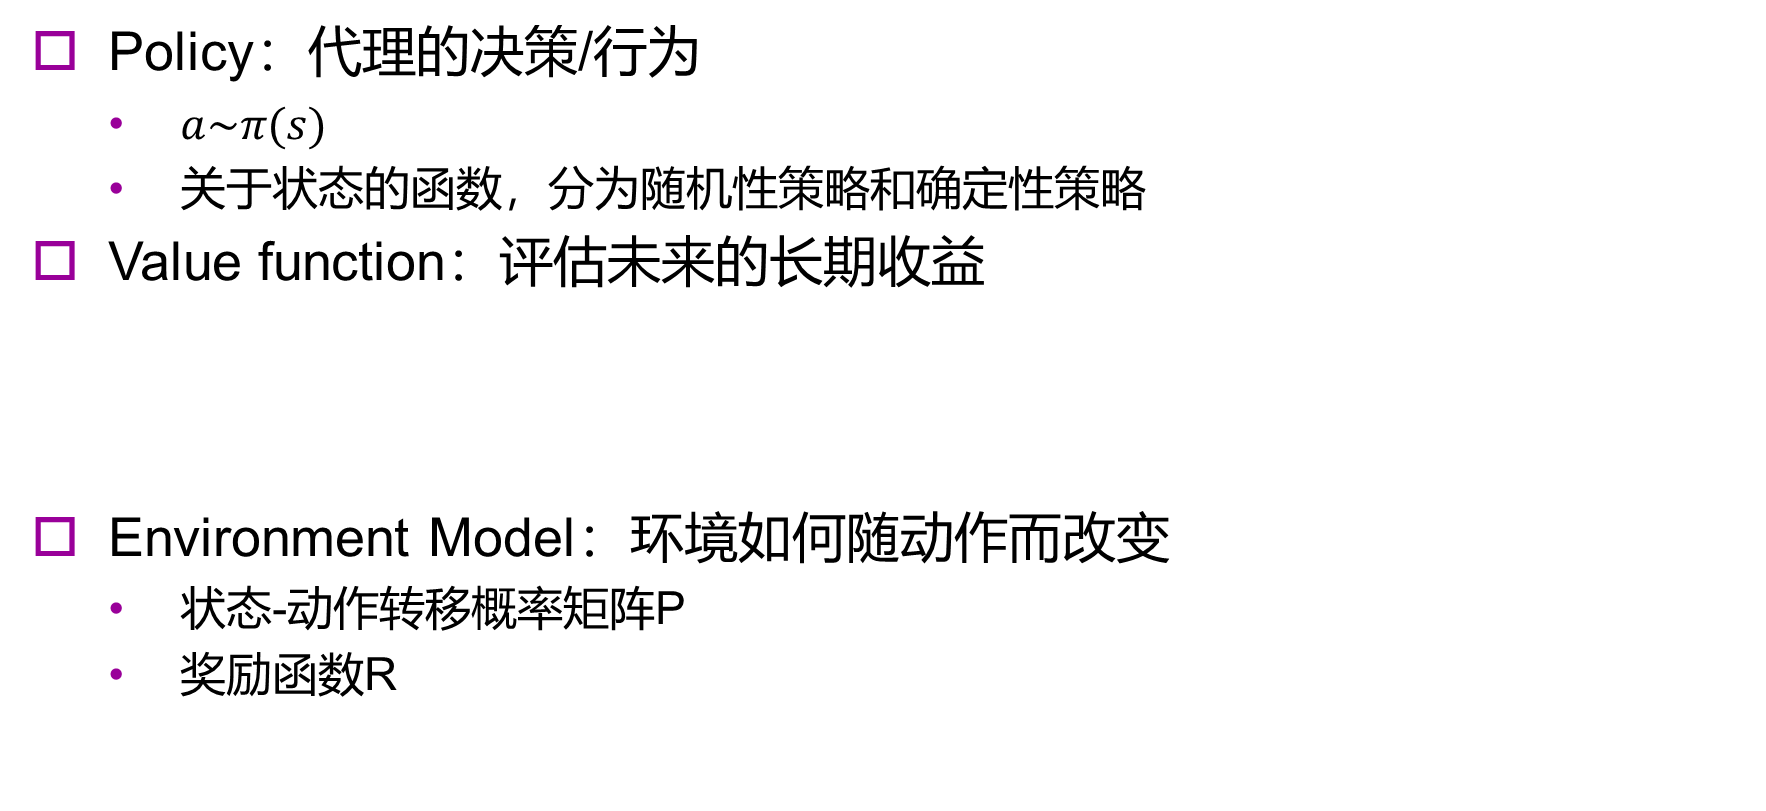 Policy：代理的决策/行为
a~π(s)
关于状态的函数，分为随机性策略和确定性策略
Value function：评估未来的长期收益
Environment Model：环境如何随动作而改变
状态-动作转移概率矩阵P
奖励函数R